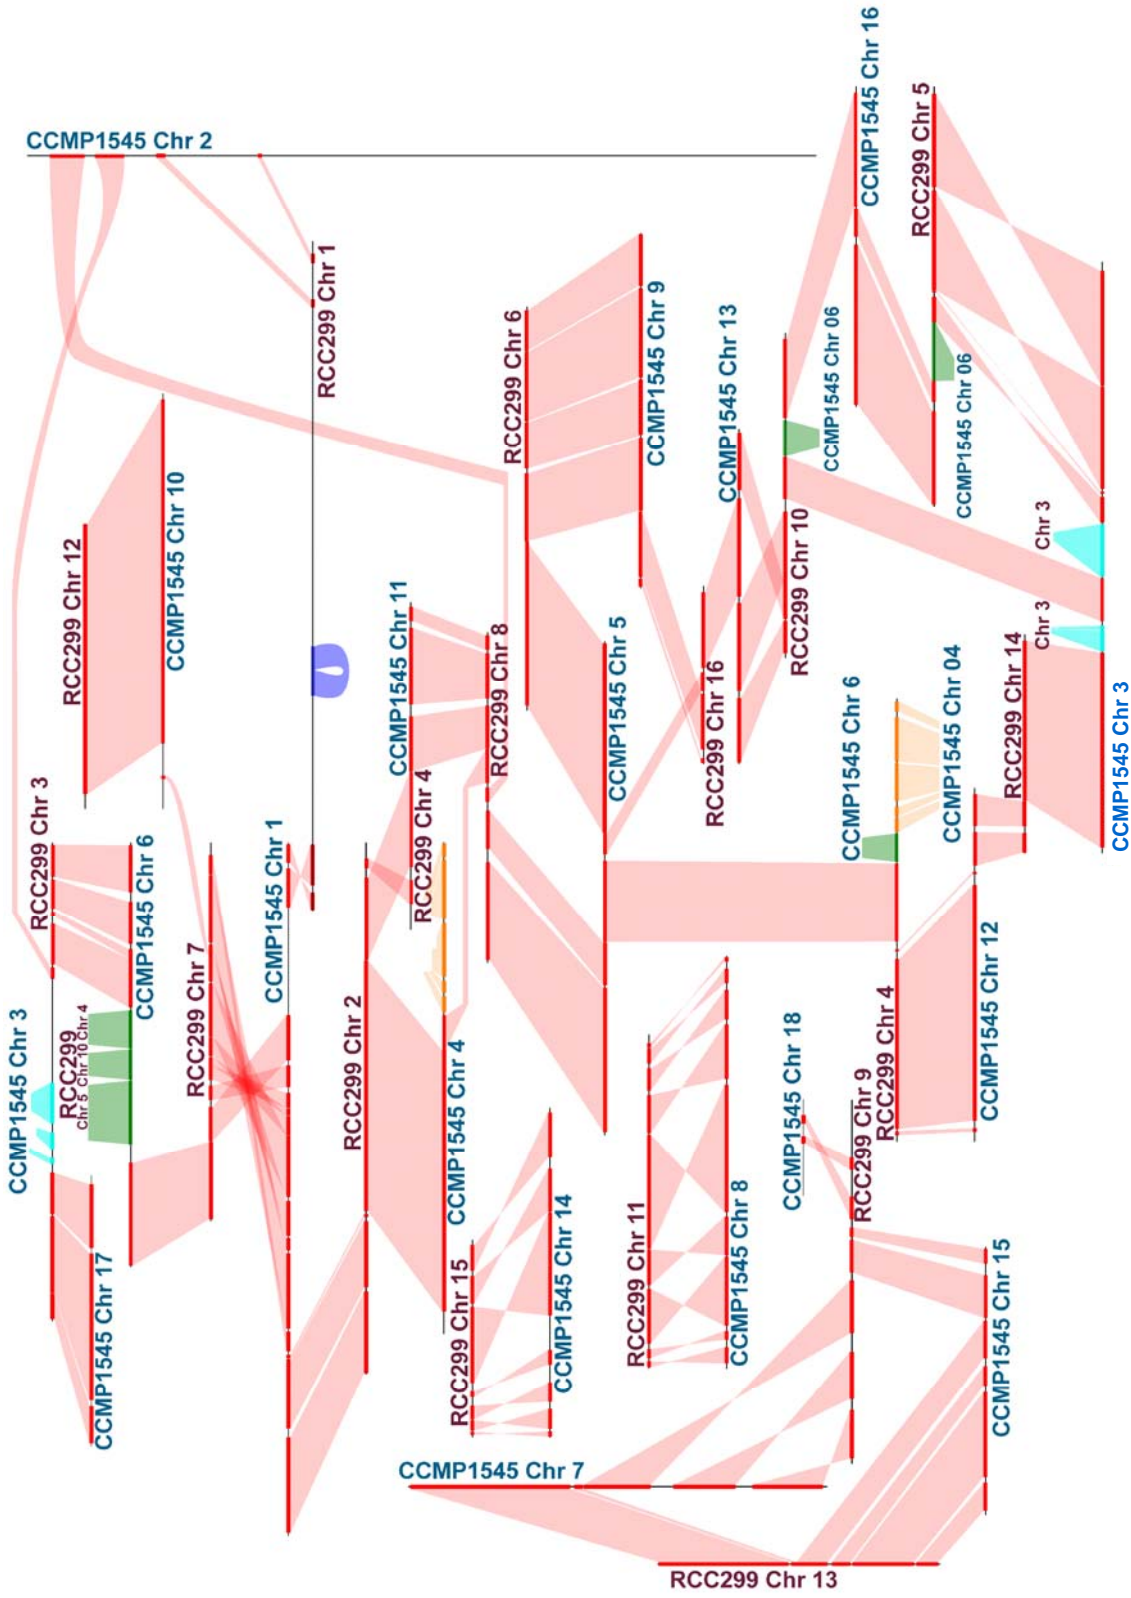 CCMP1545 Chr 2
CCMP1545 Chr 16
RCC299 Chr 5
RCC299 Chr 1
RCC299 Chr 6
CCMP1545 Chr 9
CCMP1545 Chr 13
CCMP1545 Chr 06
CCMP1545 Chr 06
RCC299 Chr 12
CCMP1545 Chr 10
CCMP1545 Chr 11
RCC299 Chr 8
CCMP1545 Chr 5
RCC299 Chr 16
RCC299 Chr 10
Chr 3
Chr 3
RCC299 Chr 14
CCMP1545 Chr 3
CCMP1545 Chr 6
CCMP1545 Chr 04
RCC299 Chr 3
CCMP1545 Chr 6
CCMP1545 Chr 3
RCC299
Chr 5 Chr 10 Chr 4
RCC299 Chr 7
CCMP1545 Chr 1
RCC299 Chr 4
RCC299 Chr 2
CCMP1545 Chr 4
CCMP1545 Chr 17
RCC299 Chr 15
CCMP1545 Chr 14
RCC299 Chr 11
CCMP1545 Chr 8
CCMP1545 Chr 18
RCC299 Chr 9
RCC299 Chr 4
CCMP1545 Chr 12
CCMP1545 Chr 15
CCMP1545 Chr 7
RCC299 Chr 13